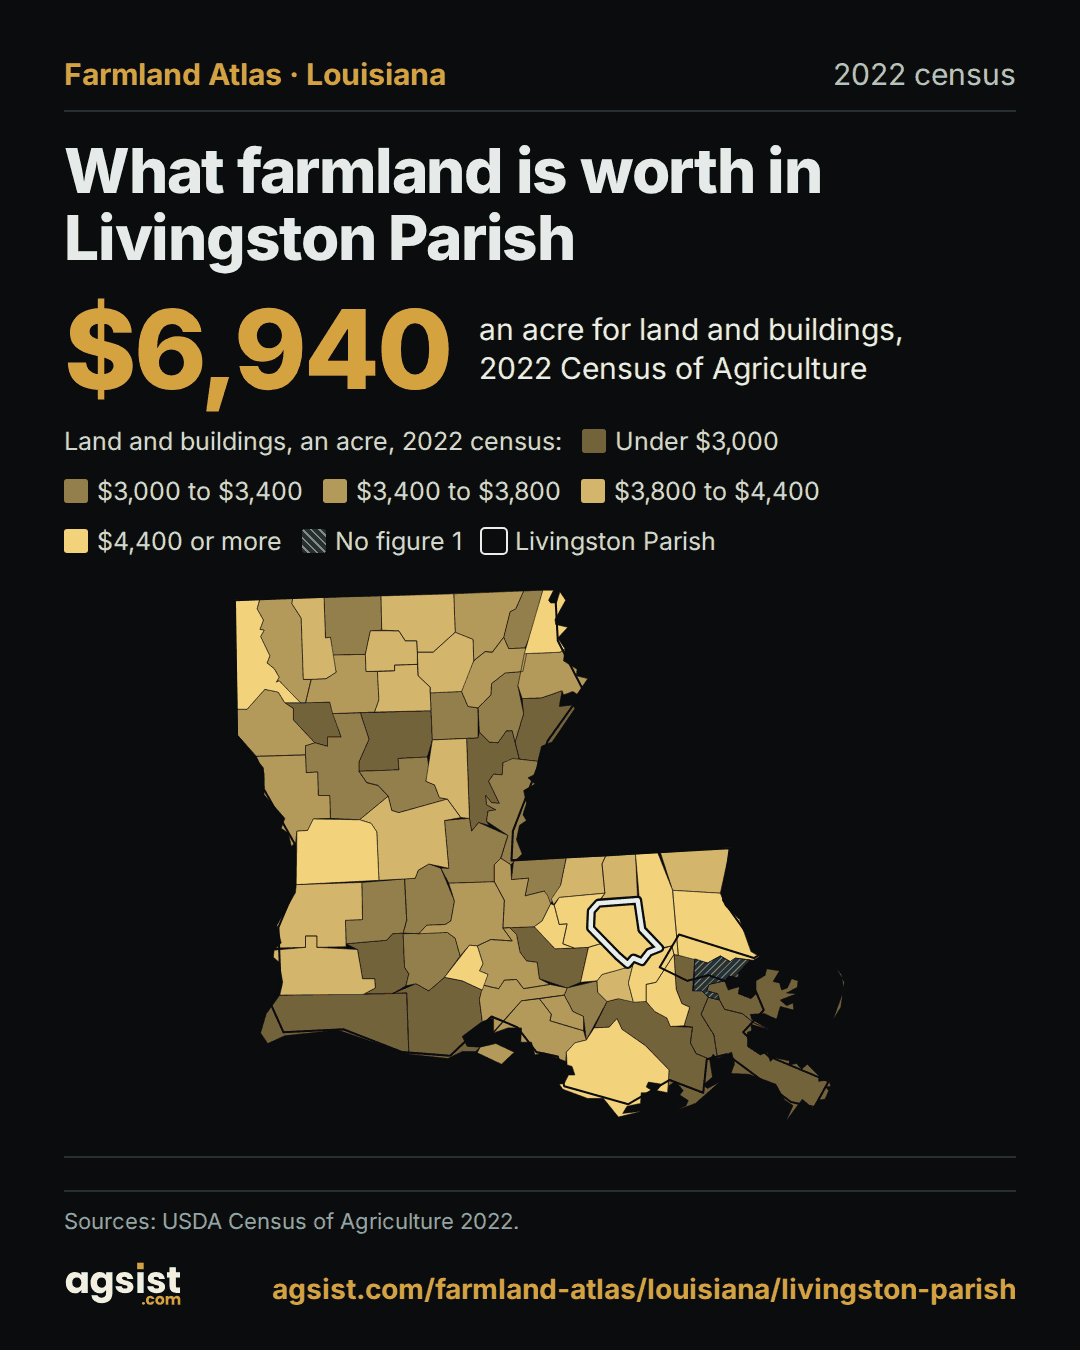 Farmland Atlas · Louisiana
2022 census
What farmland is worth in
Livingston Parish
$6,940
an acre for land and buildings,
2022 Census of Agriculture
Land and buildings, an acre, 2022 census: Under $3,000
$3,000 to $3,400 $3,400 to $3,800 $3,800 to $4,400
$4,400 or more No figure 1 Livingston Parish
Sources: USDA Census of Agriculture 2022.
agsist
.com
agsist.com/farmland-atlas/louisiana/livingston-parish